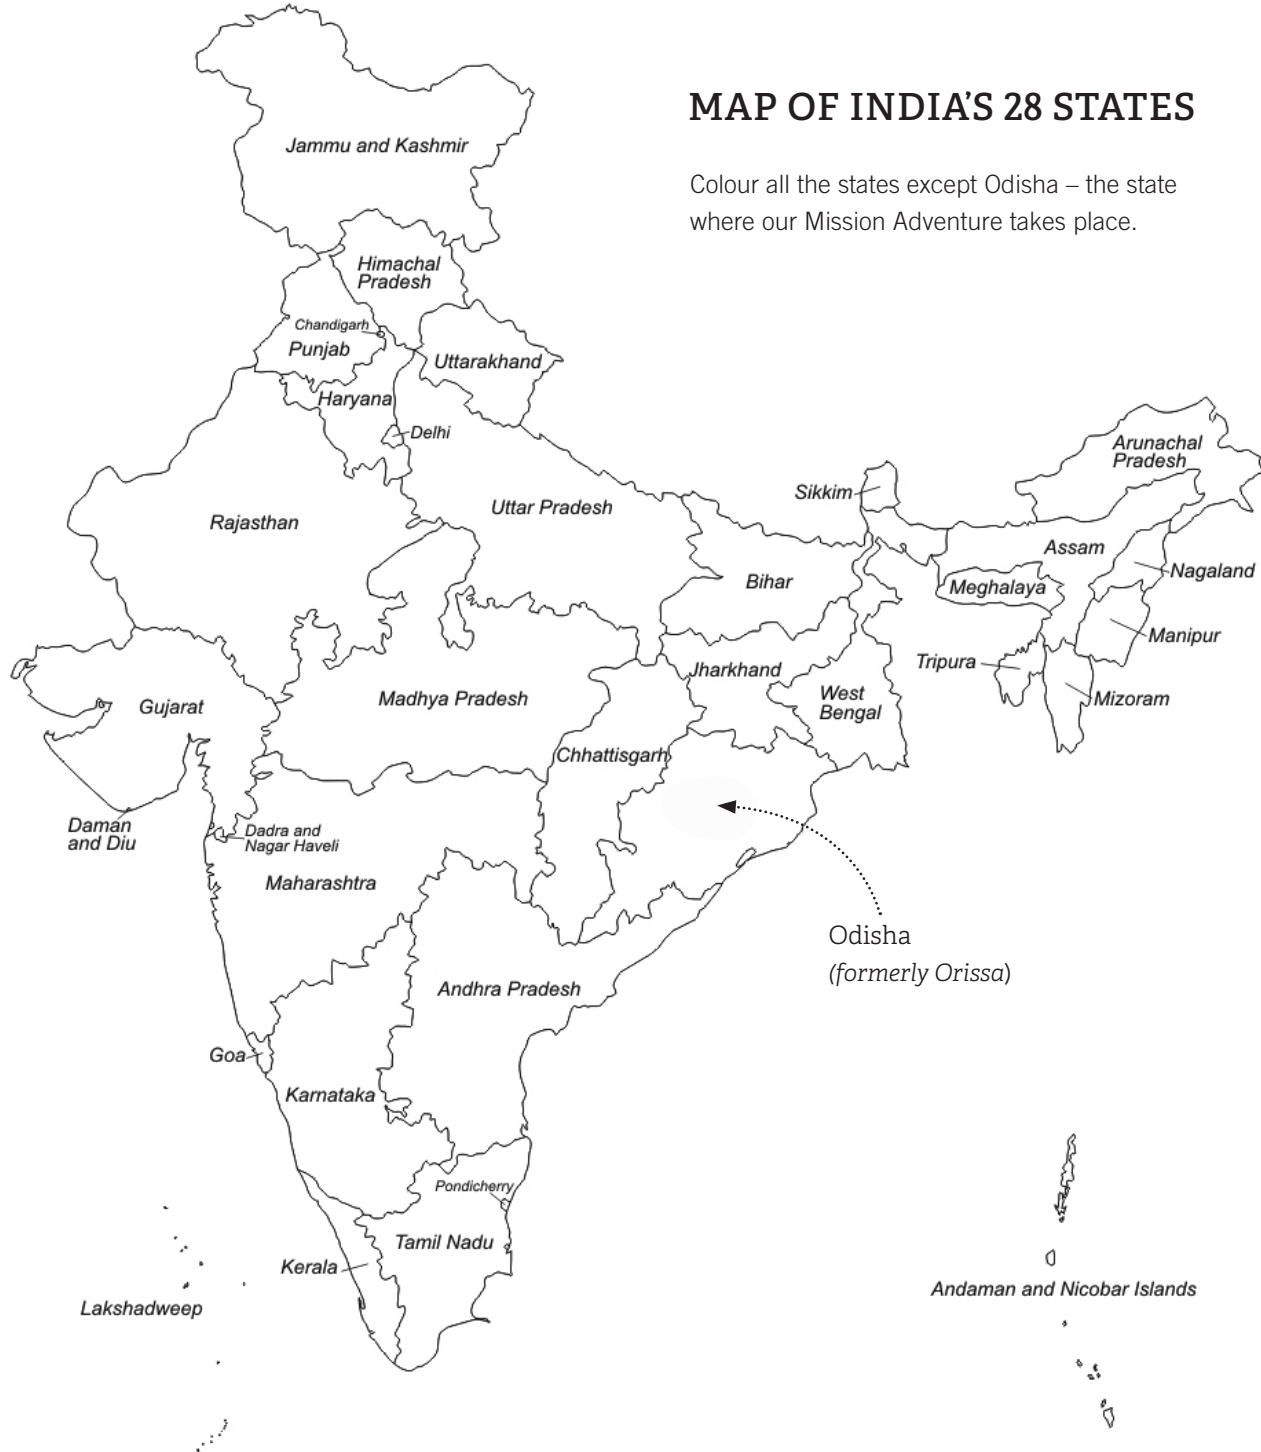 MAP OF INDIA'S 28 STATES
Colour all the states except Odisha – the state
where our Mission Adventure takes place.
Jammu and Kashmir
Himachal
Pradesh
Chandigarh
Punjab
Uttarakhand
Haryana
Delhi
Arunachal
Pradesh
Sikkim
Uttar Pradesh
Rajasthan
Assam
Nagaland
Bihar
Meghalaya
Manipur
Tripura
Jharkhand
Mizoram
West
Bengal
Madhya Pradesh
Gujarat
Chhattisgarh
Daman
and Diu
Dadra and
Nagar Haveli
Maharashtra
Odisha
(formerly Orissa)
Andhra Pradesh
Goa
Karnataka
Pondicherry
Tamil Nadu
Kerala
Andaman and Nicobar Islands
Lakshadweep